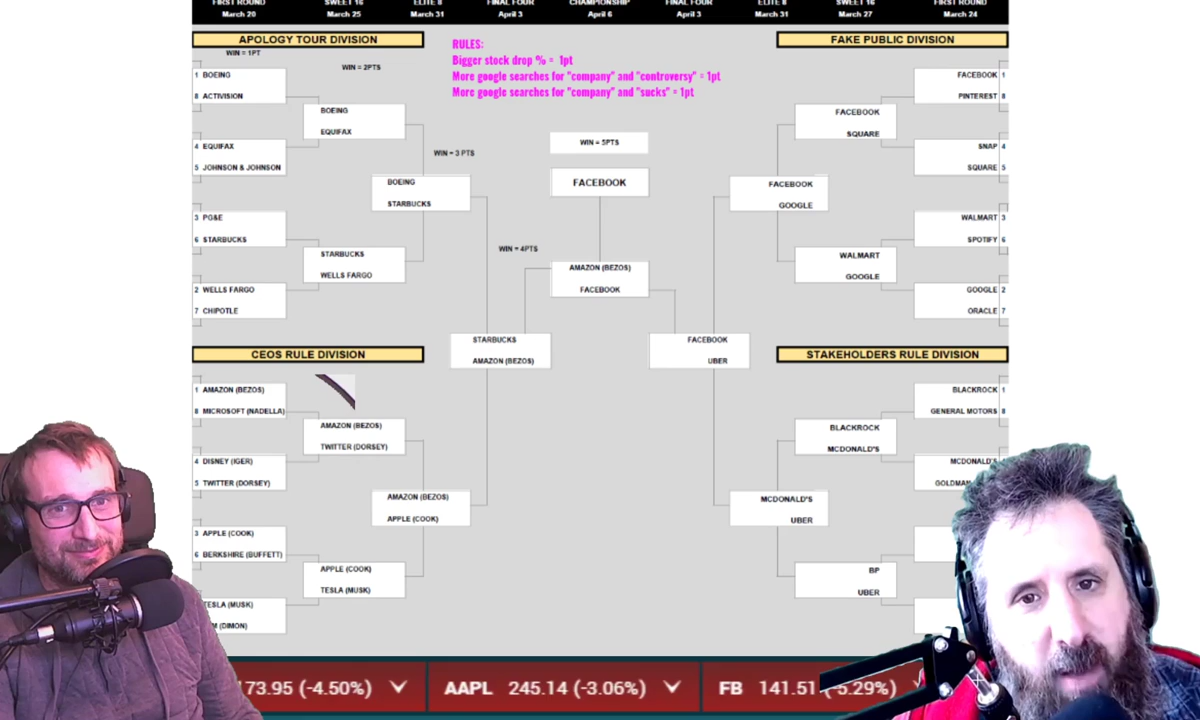 FIRST ROUND SWEET 16 ELITE 8 FINAL FOUR CHAMPIONSHIP FINAL FOUR ELITE 8 SWEET 16 FIRST ROUND
March 20 March 25 March 31 April 3 April 6 April 3 March 31 March 27 March 24
APOLOGY TOUR DIVISION
WIN = 1PT
WIN = 2PTS
1 BOEING
8 ACTIVISION
4 EQUIFAX
5 JOHNSON & JOHNSON
3 PG&E
6 STARBUCKS
2 WELLS FARGO
7 CHIPOTLE
BOEING
EQUIFAX
STARBUCKS
WELLS FARGO
WIN = 3 PTS
BOEING
STARBUCKS
RULES:
Bigger stock drop % = 1pt
More google searches for "company" and "controversy" = 1pt
More google searches for "company" and "sucks" = 1pt
WIN = 5PTS
FACEBOOK
WIN = 4PTS
AMAZON (BEZOS)
FACEBOOK
STARBUCKS
AMAZON (BEZOS)
FACEBOOK
UBER
FAKE PUBLIC DIVISION
FACEBOOK 1
PINTEREST 8
SNAP 4
SQUARE 5
WALMART 3
SPOTIFY 6
GOOGLE 2
ORACLE 7
FACEBOOK
SQUARE
WALMART
GOOGLE
FACEBOOK
GOOGLE
CEOS RULE DIVISION
1 AMAZON (BEZOS)
8 MICROSOFT (NADELLA)
4 DISNEY (IGER)
5 TWITTER (DORSEY)
3 APPLE (COOK)
6 BERKSHIRE (BUFFETT)
TESLA (MUSK)
(DIMON)
AMAZON (BEZOS)
TWITTER (DORSEY)
APPLE (COOK)
TESLA (MUSK)
AMAZON (BEZOS)
APPLE (COOK)
STAKEHOLDERS RULE DIVISION
BLACKROCK 1
GENERAL MOTORS 8
MCDONALD'S
BLACKROCK
MCDONALD'S
BP
UBER
MCDONALD'S
UBER
73.95 (-4.50%) AAPL 245.14 (-3.06%) FB 141.51 (-5.29%)